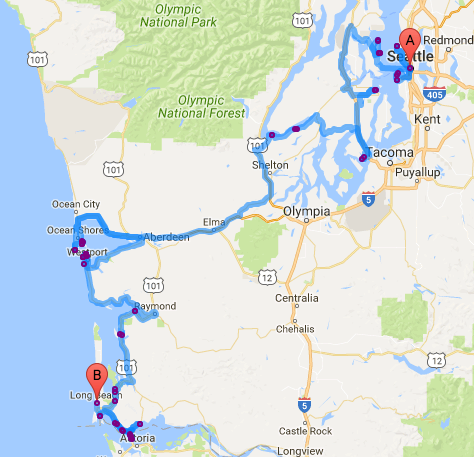 Olympic
National Park
A
Redmond
Seattle
101
405
Olympic
National Forest
Kent
101
101
Tacoma
Shelton
Puyallup
5
Ocean City
Olympia
Ocean Shores
Elma
Aberdeen
Westport
12
101
Centralia
Raymond
Chehalis
12
B
101
Long Beach
5
Castle Rock
Astoria
Longview